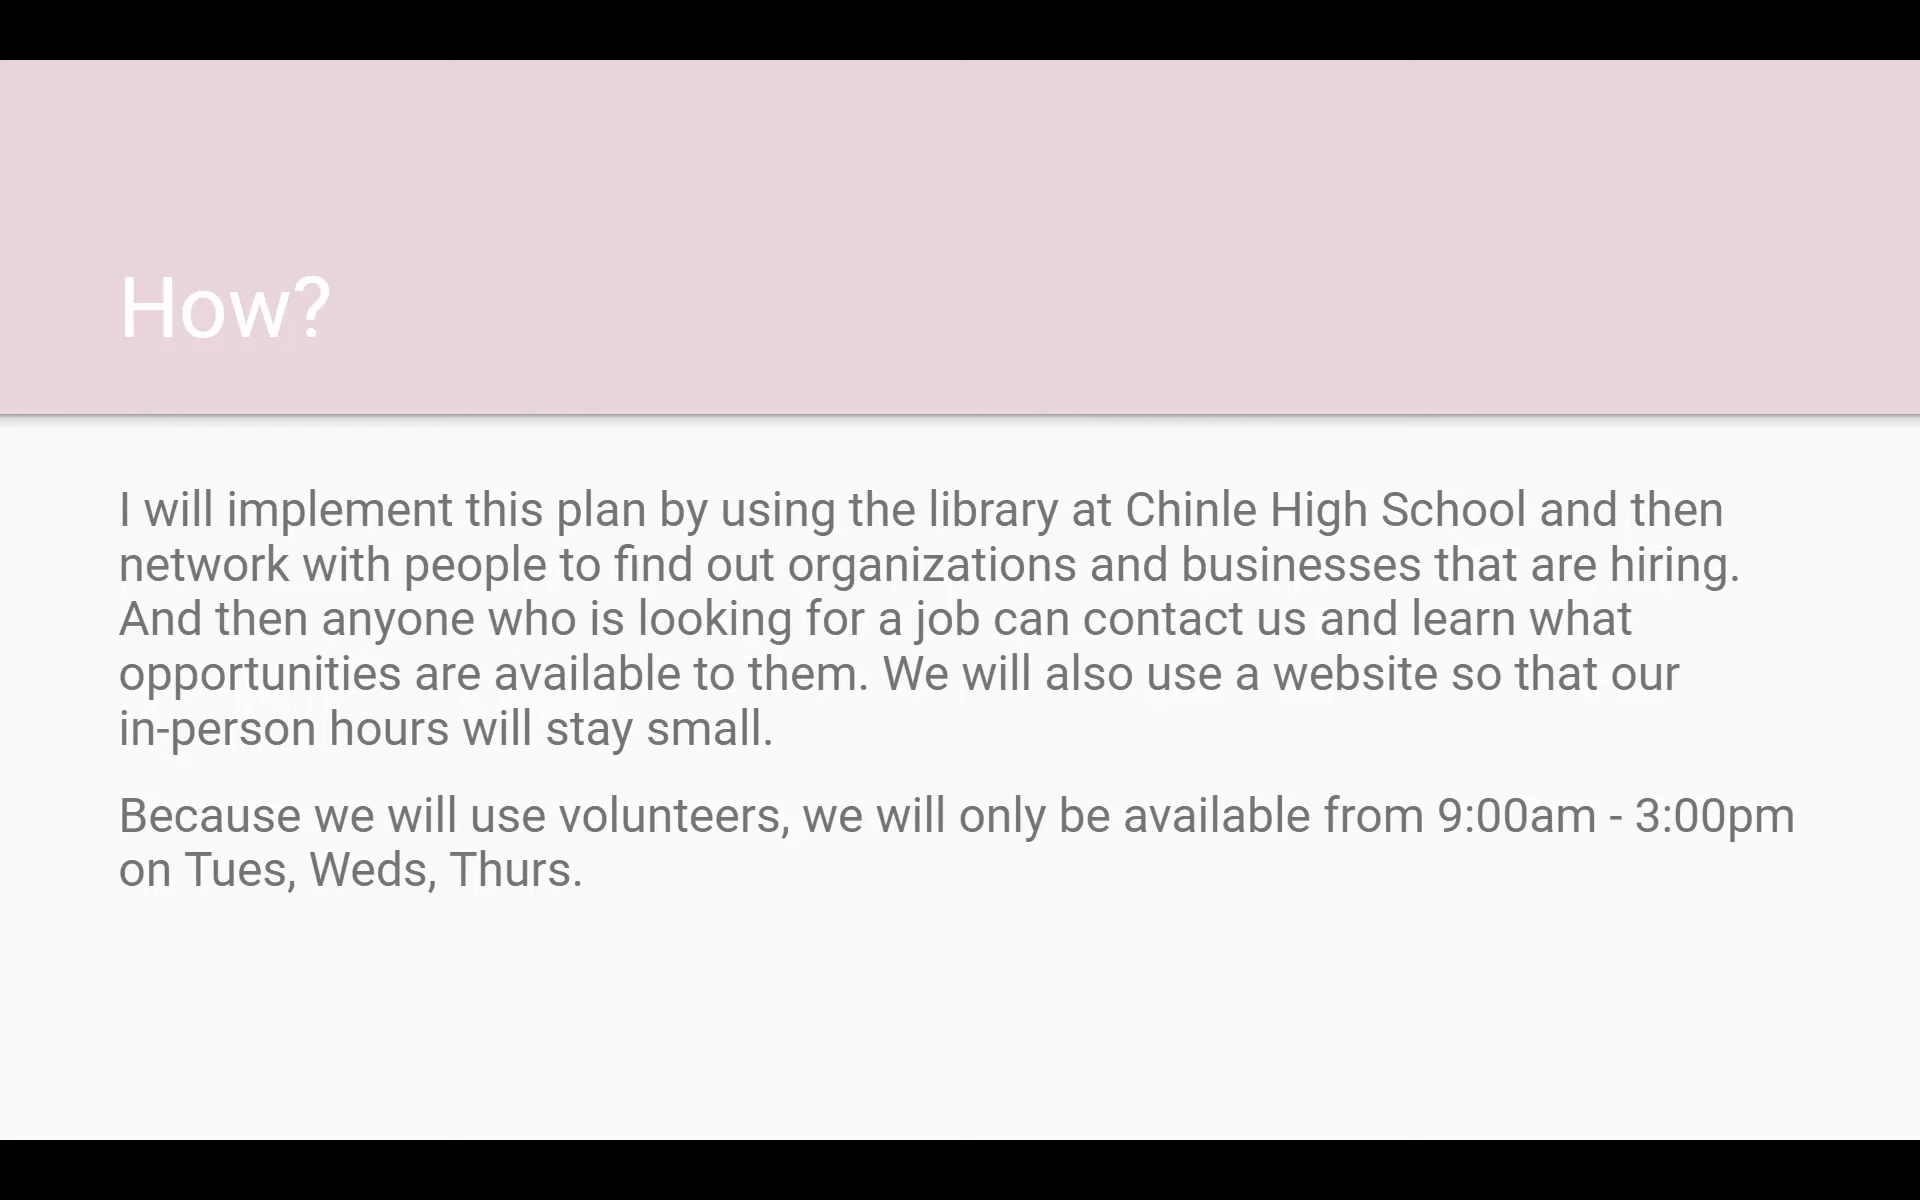 How?
I will implement this plan by using the library at Chinle High School and then
network with people to find out organizations and businesses that are hiring.
And then anyone who is looking for a job can contact us and learn what
opportunities are available to them. We will also use a website so that our
in-person hours will stay small.
Because we will use volunteers, we will only be available from 9:00am - 3:00pm
on Tues, Weds, Thurs.